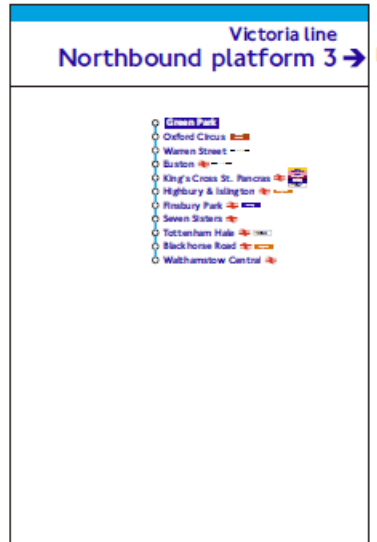 Victoria line
Northbound platform 3 →
Green Park
Oxford Circus
Warren Street
Euston
King's Cross St. Pancras
Highbury & Islington
Finsbury Park
Seven Sisters
Tottenham Hale
Blackhorse Road
Walthamstow Central